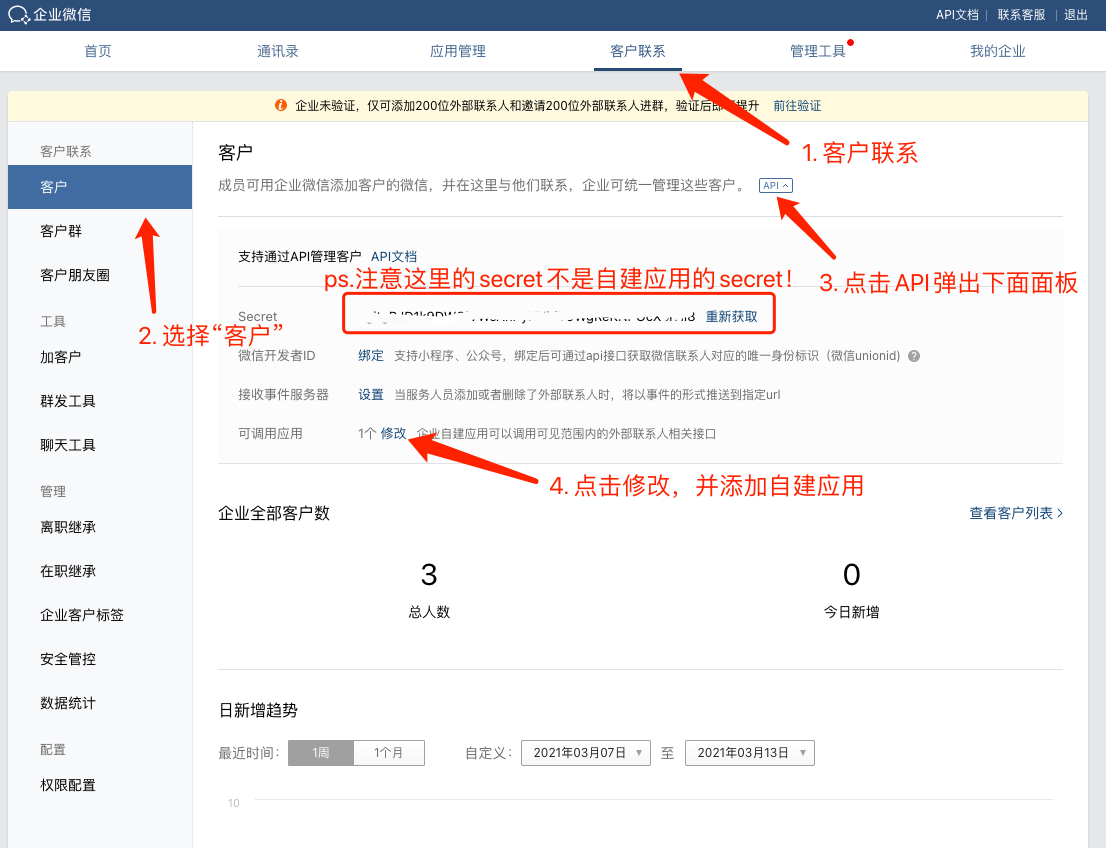 企业微信
API文档 | 联系客服 | 退出
首页 通讯录 应用管理 客户联系 管理工具 我的企业
企业未验证，仅可添加200位外部联系人和邀请200位外部联系人进群，验证后即 提升 前往验证
1. 客户联系
客户联系
客户
客户群
客户朋友圈
工具
加客户
群发工具
聊天工具
管理
离职继承
在职继承
企业客户标签
安全管控
数据统计
配置
权限配置
2. 选择“客户”
客户
成员可用企业微信添加客户的微信，并在这里与他们联系，企业可统一管理这些客户。 API
3. 点击 API 弹出下面面板
支持通过API管理客户 API文档
ps.注意这里的 secret 不是自建应用的 secret！
Secret 重新获取
微信开发者ID 绑定 支持小程序、公众号，绑定后可通过api接口获取微信联系人对应的唯一身份标识（微信unionid） ?
接收事件服务器 设置 当服务人员添加或者删除了外部联系人时，将以事件的形式推送到指定url
可调用应用 1个 修改 企业自建应用可以调用可见范围内的外部联系人相关接口
4. 点击修改，并添加自建应用
企业全部客户数 查看客户列表
3 0
总人数 今日新增
日新增趋势
最近时间： 1周 1个月 自定义： 2021年03月07日 至 2021年03月13日
10